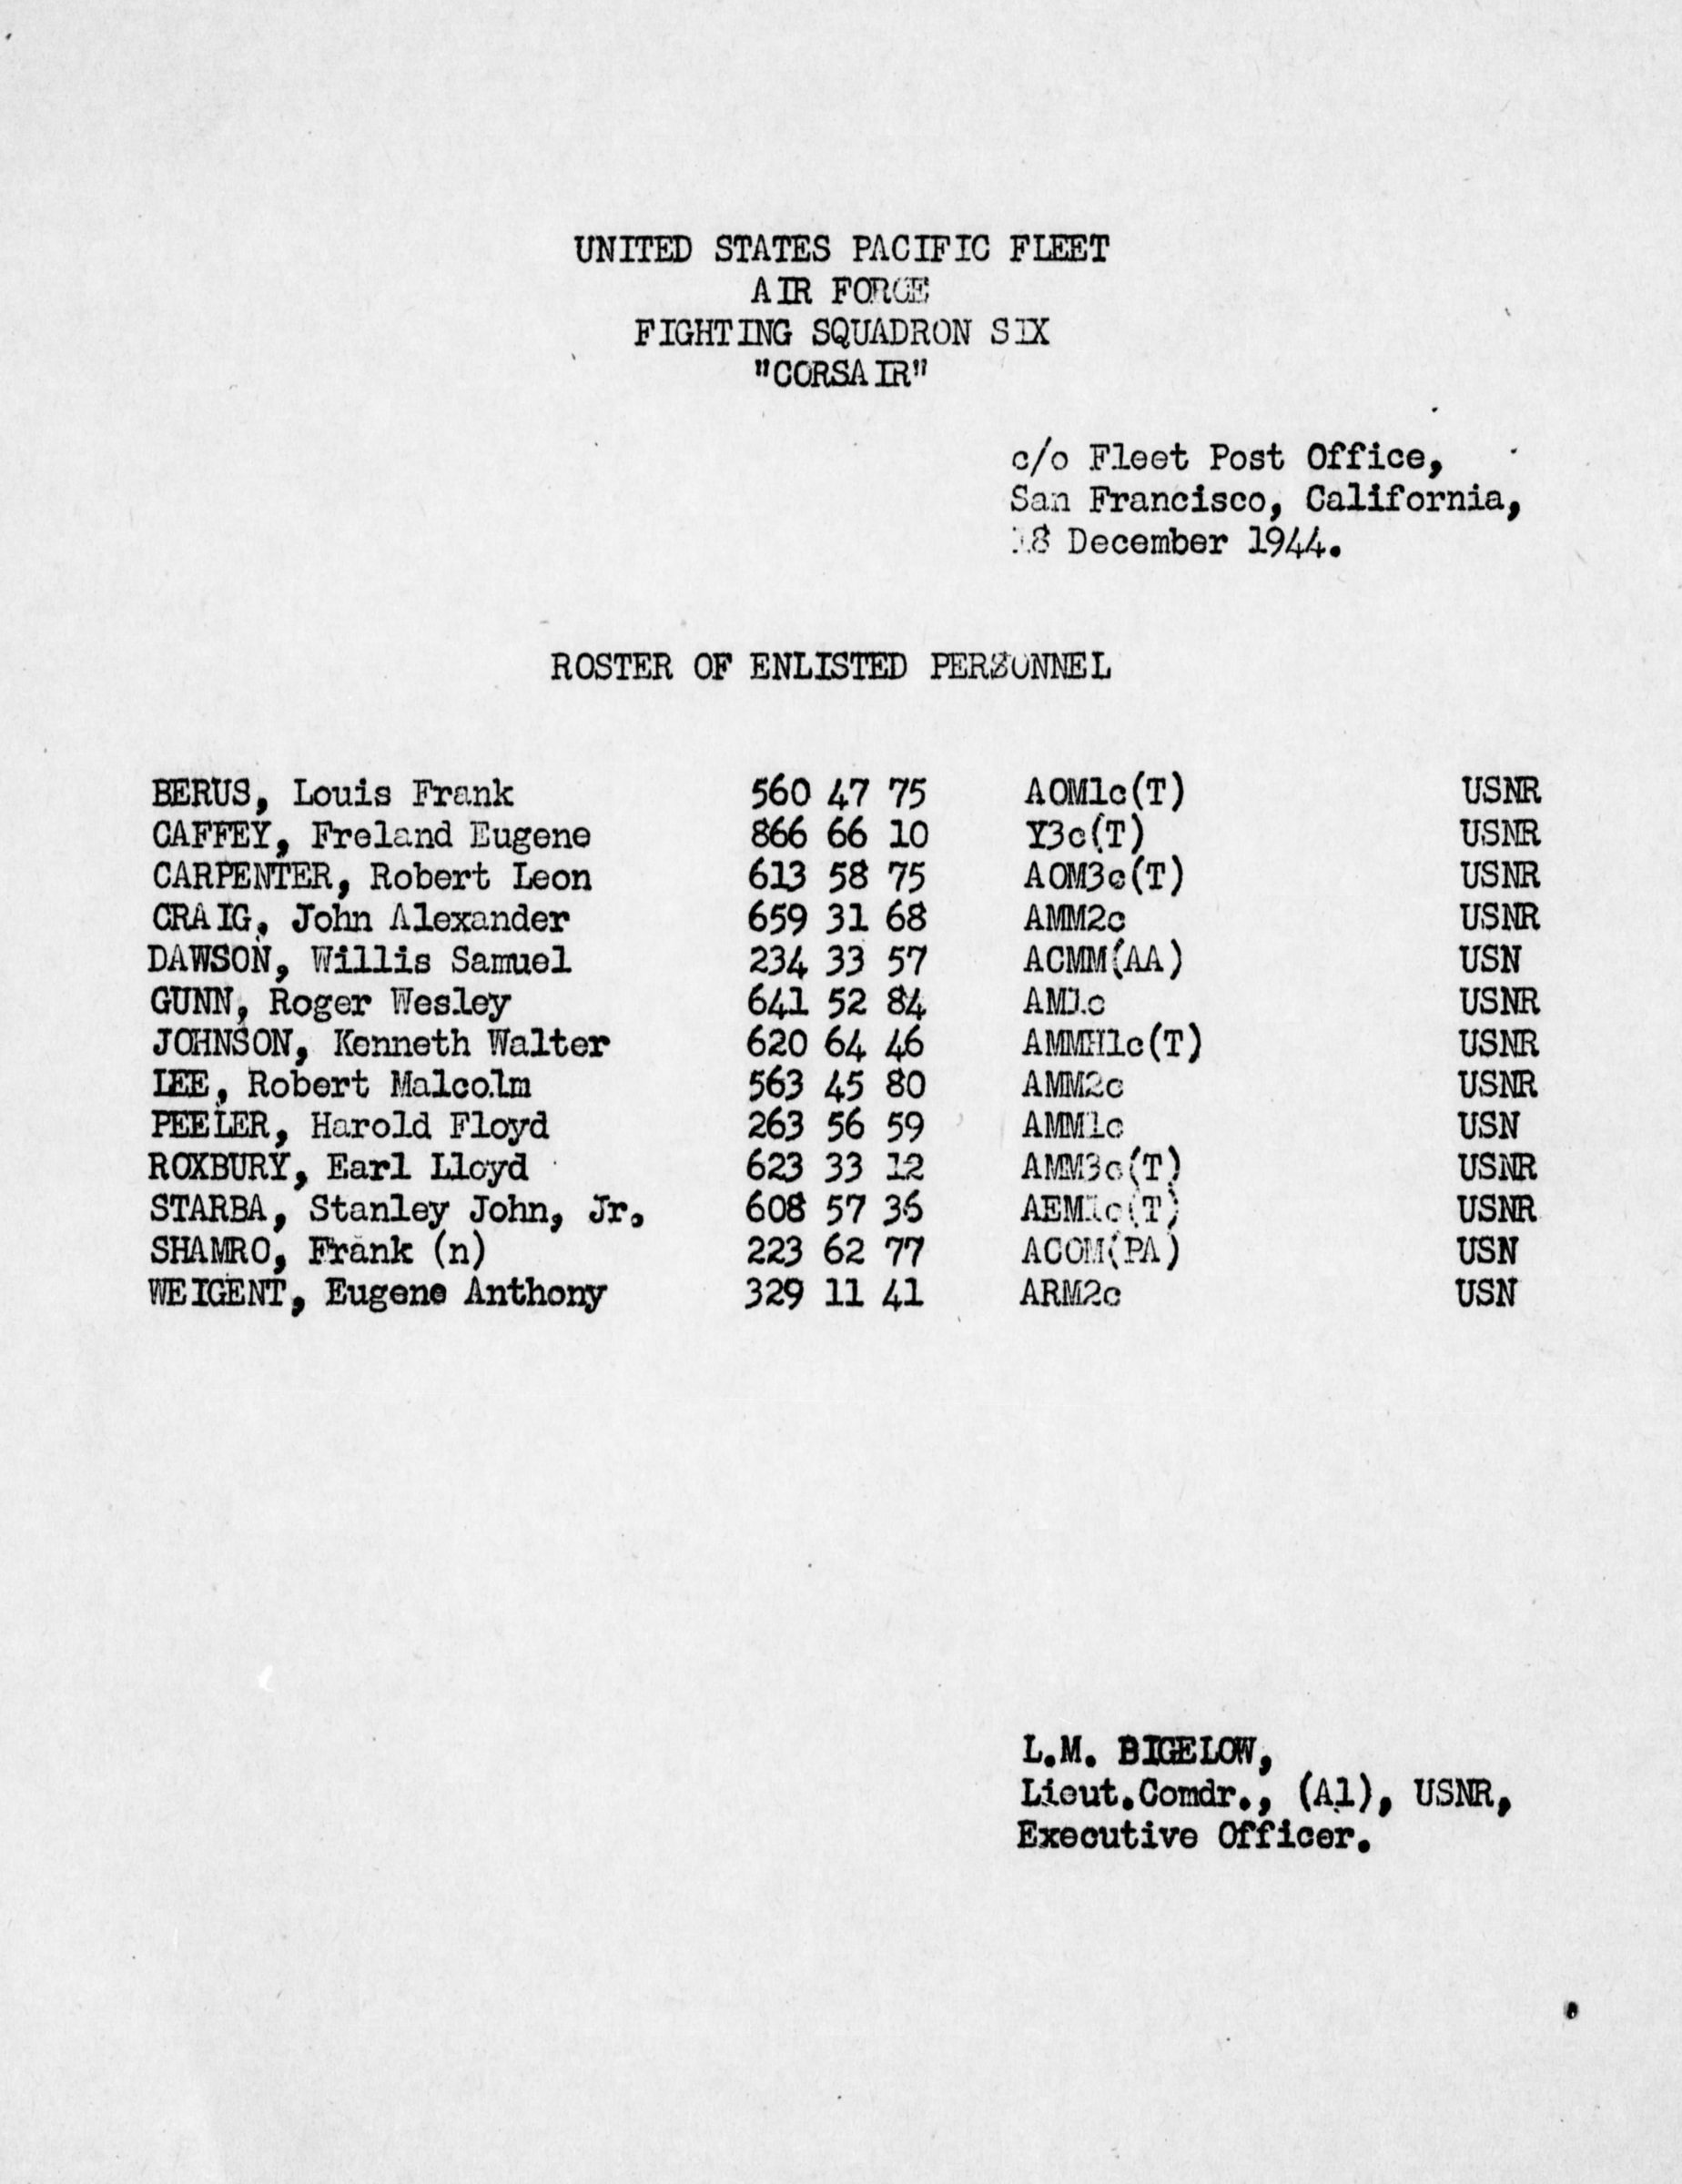 UNITED STATES PACIFIC FLEET
AIR FORCE
FIGHTING SQUADRON SIX
"CORSAIR"
c/o Fleet Post Office,
San Francisco, California,
18 December 1944.
ROSTER OF ENLISTED PERSONNEL
BERUS, Louis Frank 560 47 75 AOM1c(T) USNR
CAFFEY, Freland Eugene 866 66 10 Y3c(T) USNR
CARPENTER, Robert Leon 613 58 75 AOM3c(T) USNR
CRAIG, John Alexander 659 31 68 AMM2c USNR
DAWSON, Willis Samuel 234 33 57 ACMM(AA) USN
GUNN, Roger Wesley 641 52 84 AM1c USNR
JOHNSON, Kenneth Walter 620 64 46 AMMH1c(T) USNR
LEE, Robert Malcolm 563 45 80 AMM2c USNR
PEELER, Harold Floyd 263 56 59 AMM1c USN
ROXBURY, Earl Lloyd 623 33 12 AMM3c(T) USNR
STARBA, Stanley John, Jr. 608 57 36 AEM1c(T) USNR
SHAMRO, Frank (n) 223 62 77 ACOM(PA) USN
WEIGENT, Eugene Anthony 329 11 41 ARM2c USN
L.M. BIGELOW,
Lieut.Comdr., (A1), USNR,
Executive Officer.